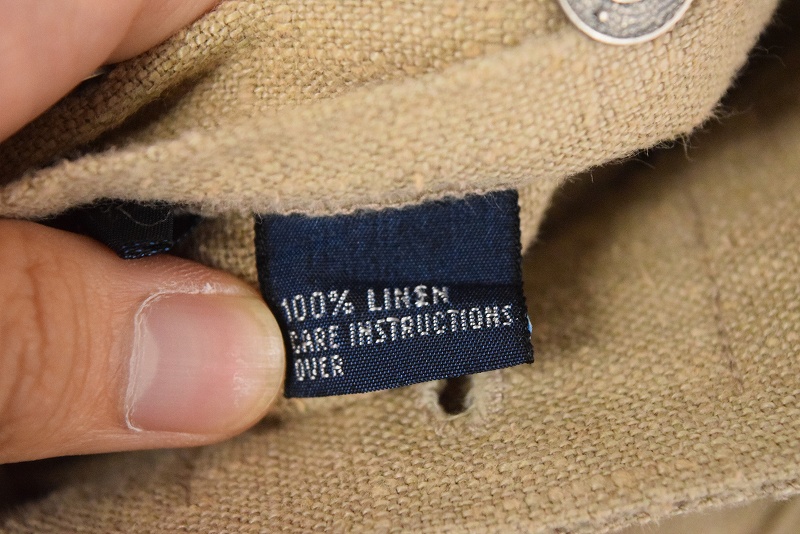 100% LINEN
CARE INSTRUCTIONS
OVER